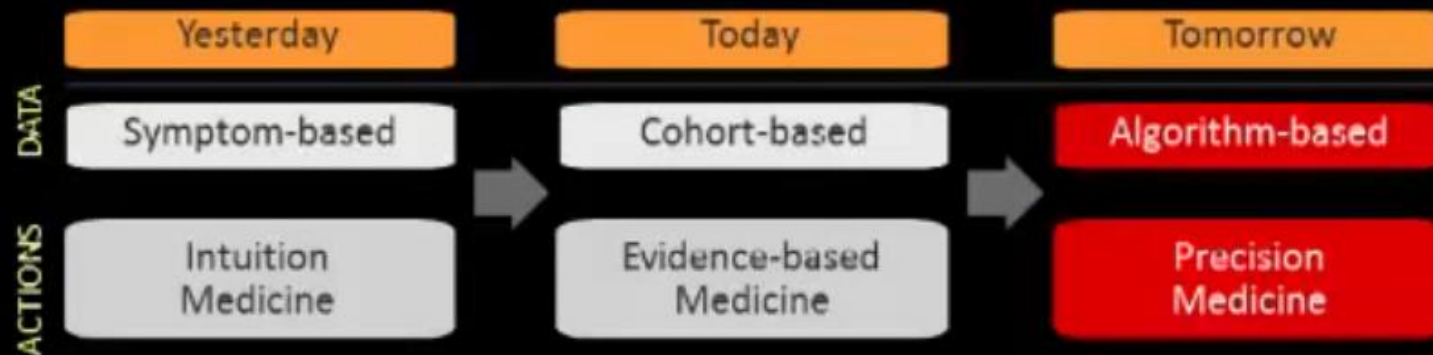 Yesterday
Today
Tomorrow
DATA
Symptom-based
Cohort-based
Algorithm-based
ACTIONS
Intuition
Medicine
Evidence-based
Medicine
Precision
Medicine